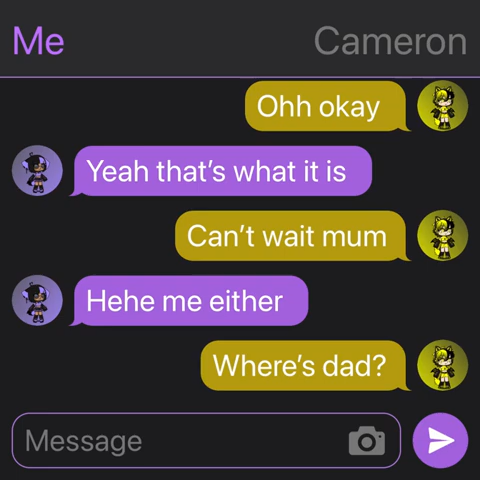 Me
Cameron
Ohh okay
Yeah that’s what it is
Can’t wait mum
Hehe me either
Where’s dad?
Message